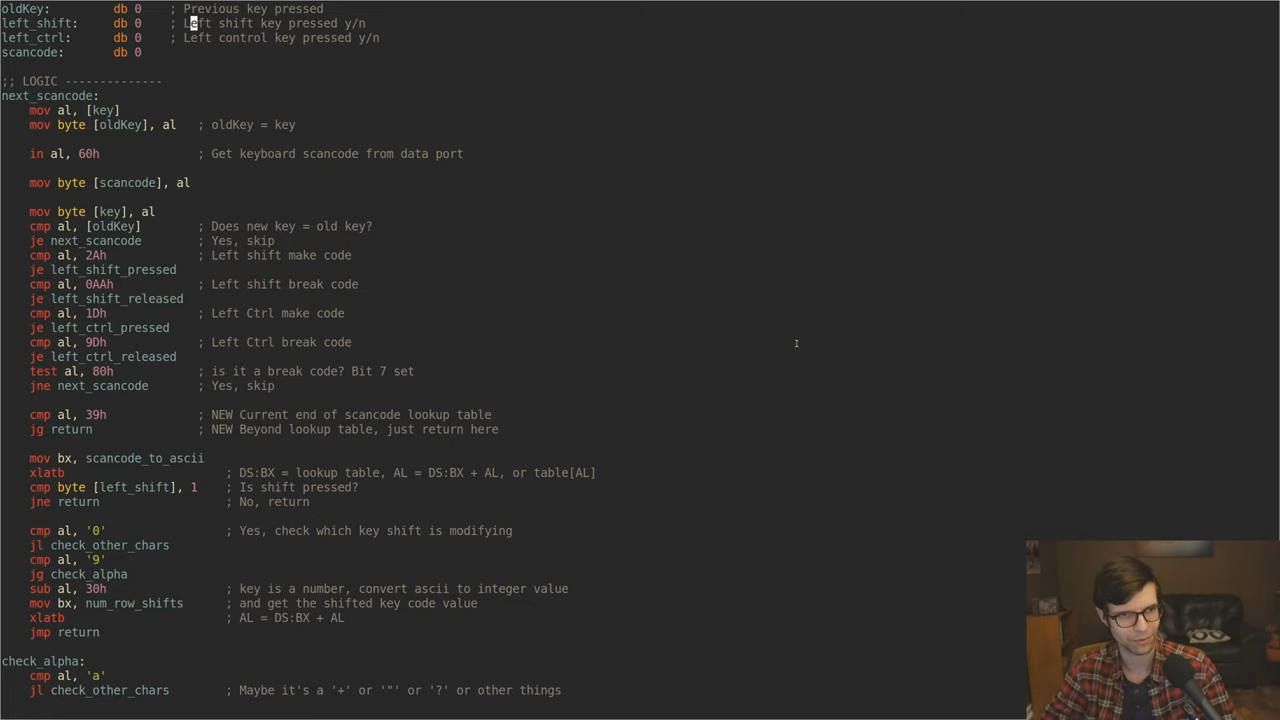 oldKey:      db 0    ; Previous key pressed
left_shift:  db 0    ; Left shift key pressed y/n
left_ctrl:   db 0    ; Left control key pressed y/n
scancode:    db 0
;; LOGIC --------------
next_scancode:
    mov al, [key]
    mov byte [oldKey], al   ; oldKey = key
    in al, 60h              ; Get keyboard scancode from data port
    mov byte [scancode], al
    mov byte [key], al
    cmp al, [oldKey]        ; Does new key = old key?
    je next_scancode        ; Yes, skip
    cmp al, 2Ah             ; Left shift make code
    je left_shift_pressed
    cmp al, 0AAh            ; Left shift break code
    je left_shift_released
    cmp al, 1Dh             ; Left Ctrl make code
    je left_ctrl_pressed
    cmp al, 9Dh             ; Left Ctrl break code
    je left_ctrl_released
    test al, 80h            ; is it a break code? Bit 7 set
    jne next_scancode       ; Yes, skip
    cmp al, 39h             ; NEW Current end of scancode lookup table
    jg return               ; NEW Beyond lookup table, just return here
    mov bx, scancode_to_ascii
    xlatb                       ; DS:BX = lookup table, AL = DS:BX + AL, or table[AL]
    cmp byte [left_shift], 1    ; Is shift pressed?
    jne return                  ; No, return
    cmp al, '0'                 ; Yes, check which key shift is modifying
    jl check_other_chars
    cmp al, '9'
    jg check_alpha
    sub al, 30h                 ; key is a number, convert ascii to integer value
    mov bx, num_row_shifts      ; and get the shifted key code value
    xlatb                       ; AL = DS:BX + AL
    jmp return
check_alpha:
    cmp al, 'a'
    jl check_other_chars        ; Maybe it's a '+' or '"' or '?' or other things